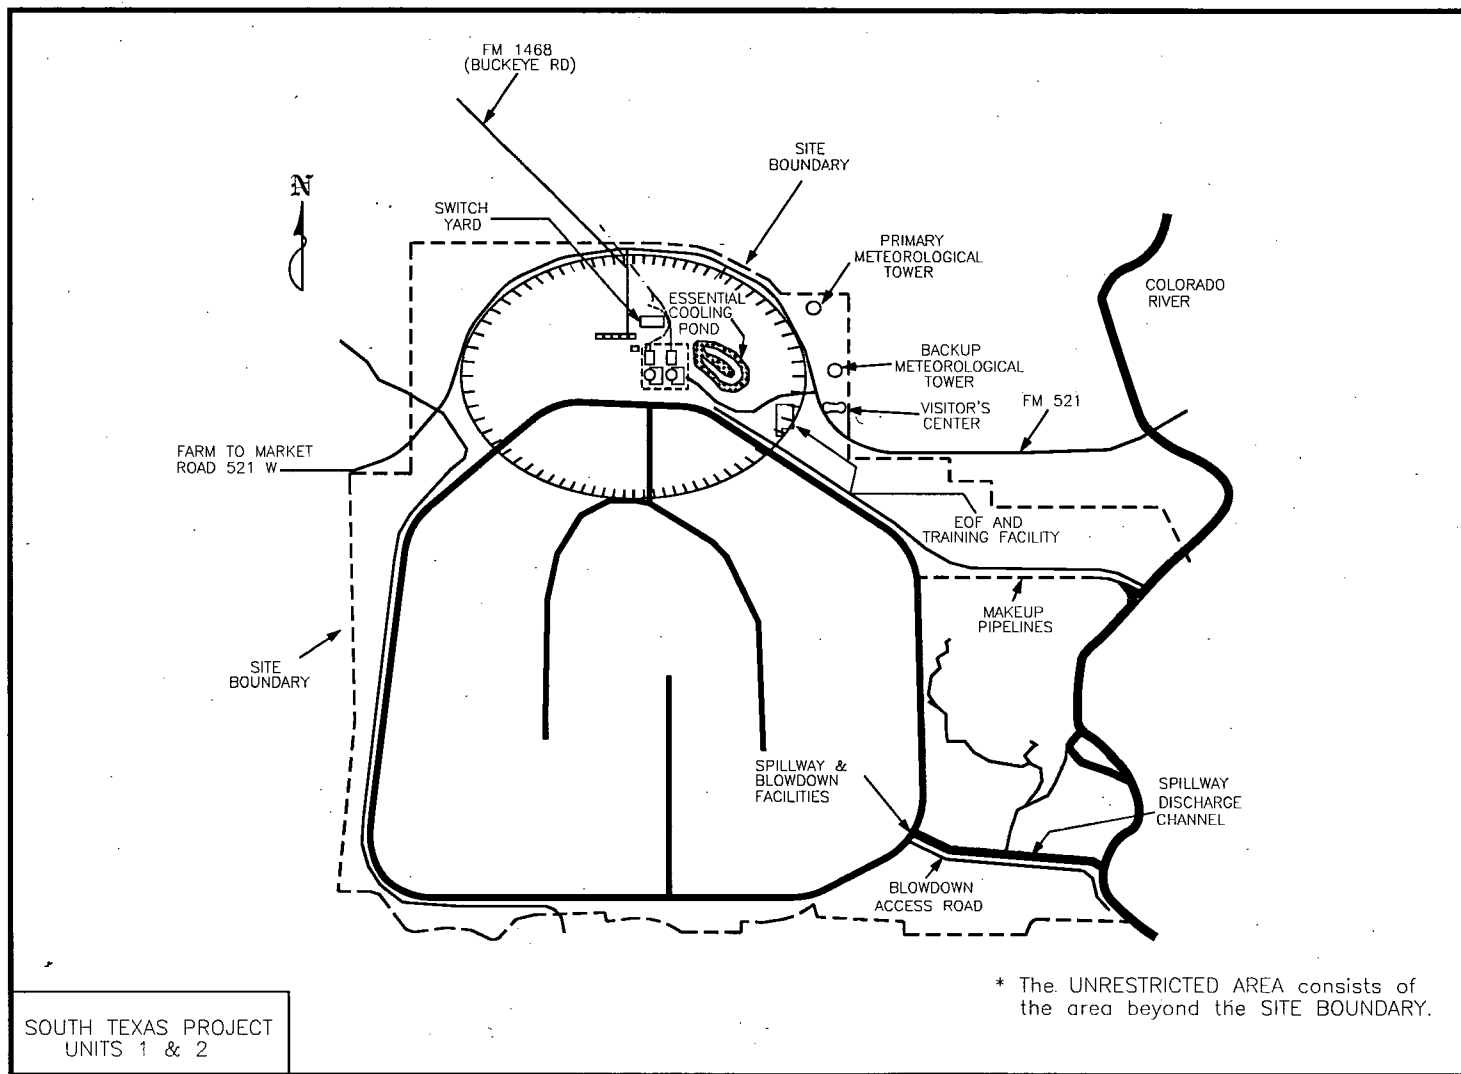 FM 1468
(BUCKEYE RD)
SITE
BOUNDARY
N
SWITCH
YARD
PRIMARY
METEOROLOGICAL
TOWER
COLORADO
RIVER
ESSENTIAL
COOLING
POND
BACKUP
METEOROLOGICAL
TOWER
VISITOR'S
CENTER
FM 521
FARM TO MARKET
ROAD 521 W
EOF AND
TRAINING FACILITY
MAKEUP
PIPELINES
SITE
BOUNDARY
SPILLWAY &
BLOWDOWN
FACILITIES
SPILLWAY
DISCHARGE
CHANNEL
BLOWDOWN
ACCESS ROAD
* The UNRESTRICTED AREA consists of
the area beyond the SITE BOUNDARY.
SOUTH TEXAS PROJECT
UNITS 1 & 2